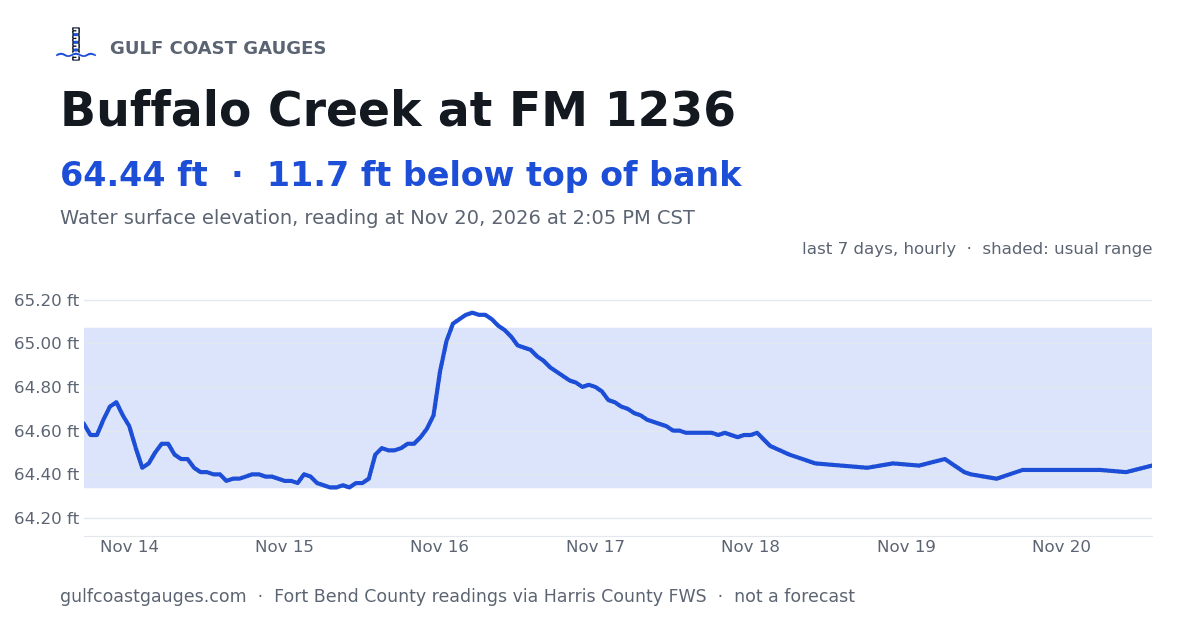 GULF COAST GAUGES
Buffalo Creek at FM 1236
64.44 ft · 11.7 ft below top of bank
Water surface elevation, reading at Nov 20, 2026 at 2:05 PM CST
last 7 days, hourly · shaded: usual range
65.20 ft
65.00 ft
64.80 ft
64.60 ft
64.40 ft
64.20 ft
Nov 14 Nov 15 Nov 16 Nov 17 Nov 18 Nov 19 Nov 20
gulfcoastgauges.com · Fort Bend County readings via Harris County FWS · not a forecast